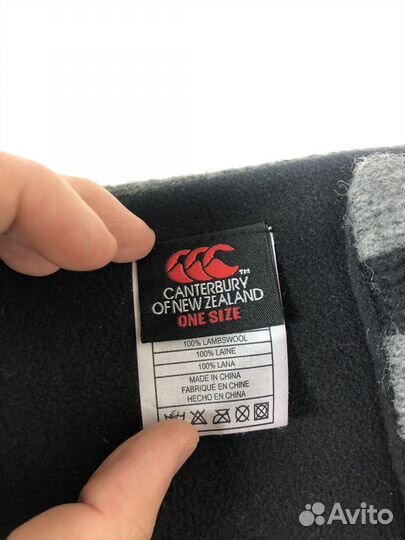 TM
CANTERBURY
OF NEW ZEALAND
ONE SIZE
100% LAMBSWOOL
100% LAINE
100% LANA
MADE IN CHINA
FABRIQUE EN CHINE
HECHO EN CHINA
Avito